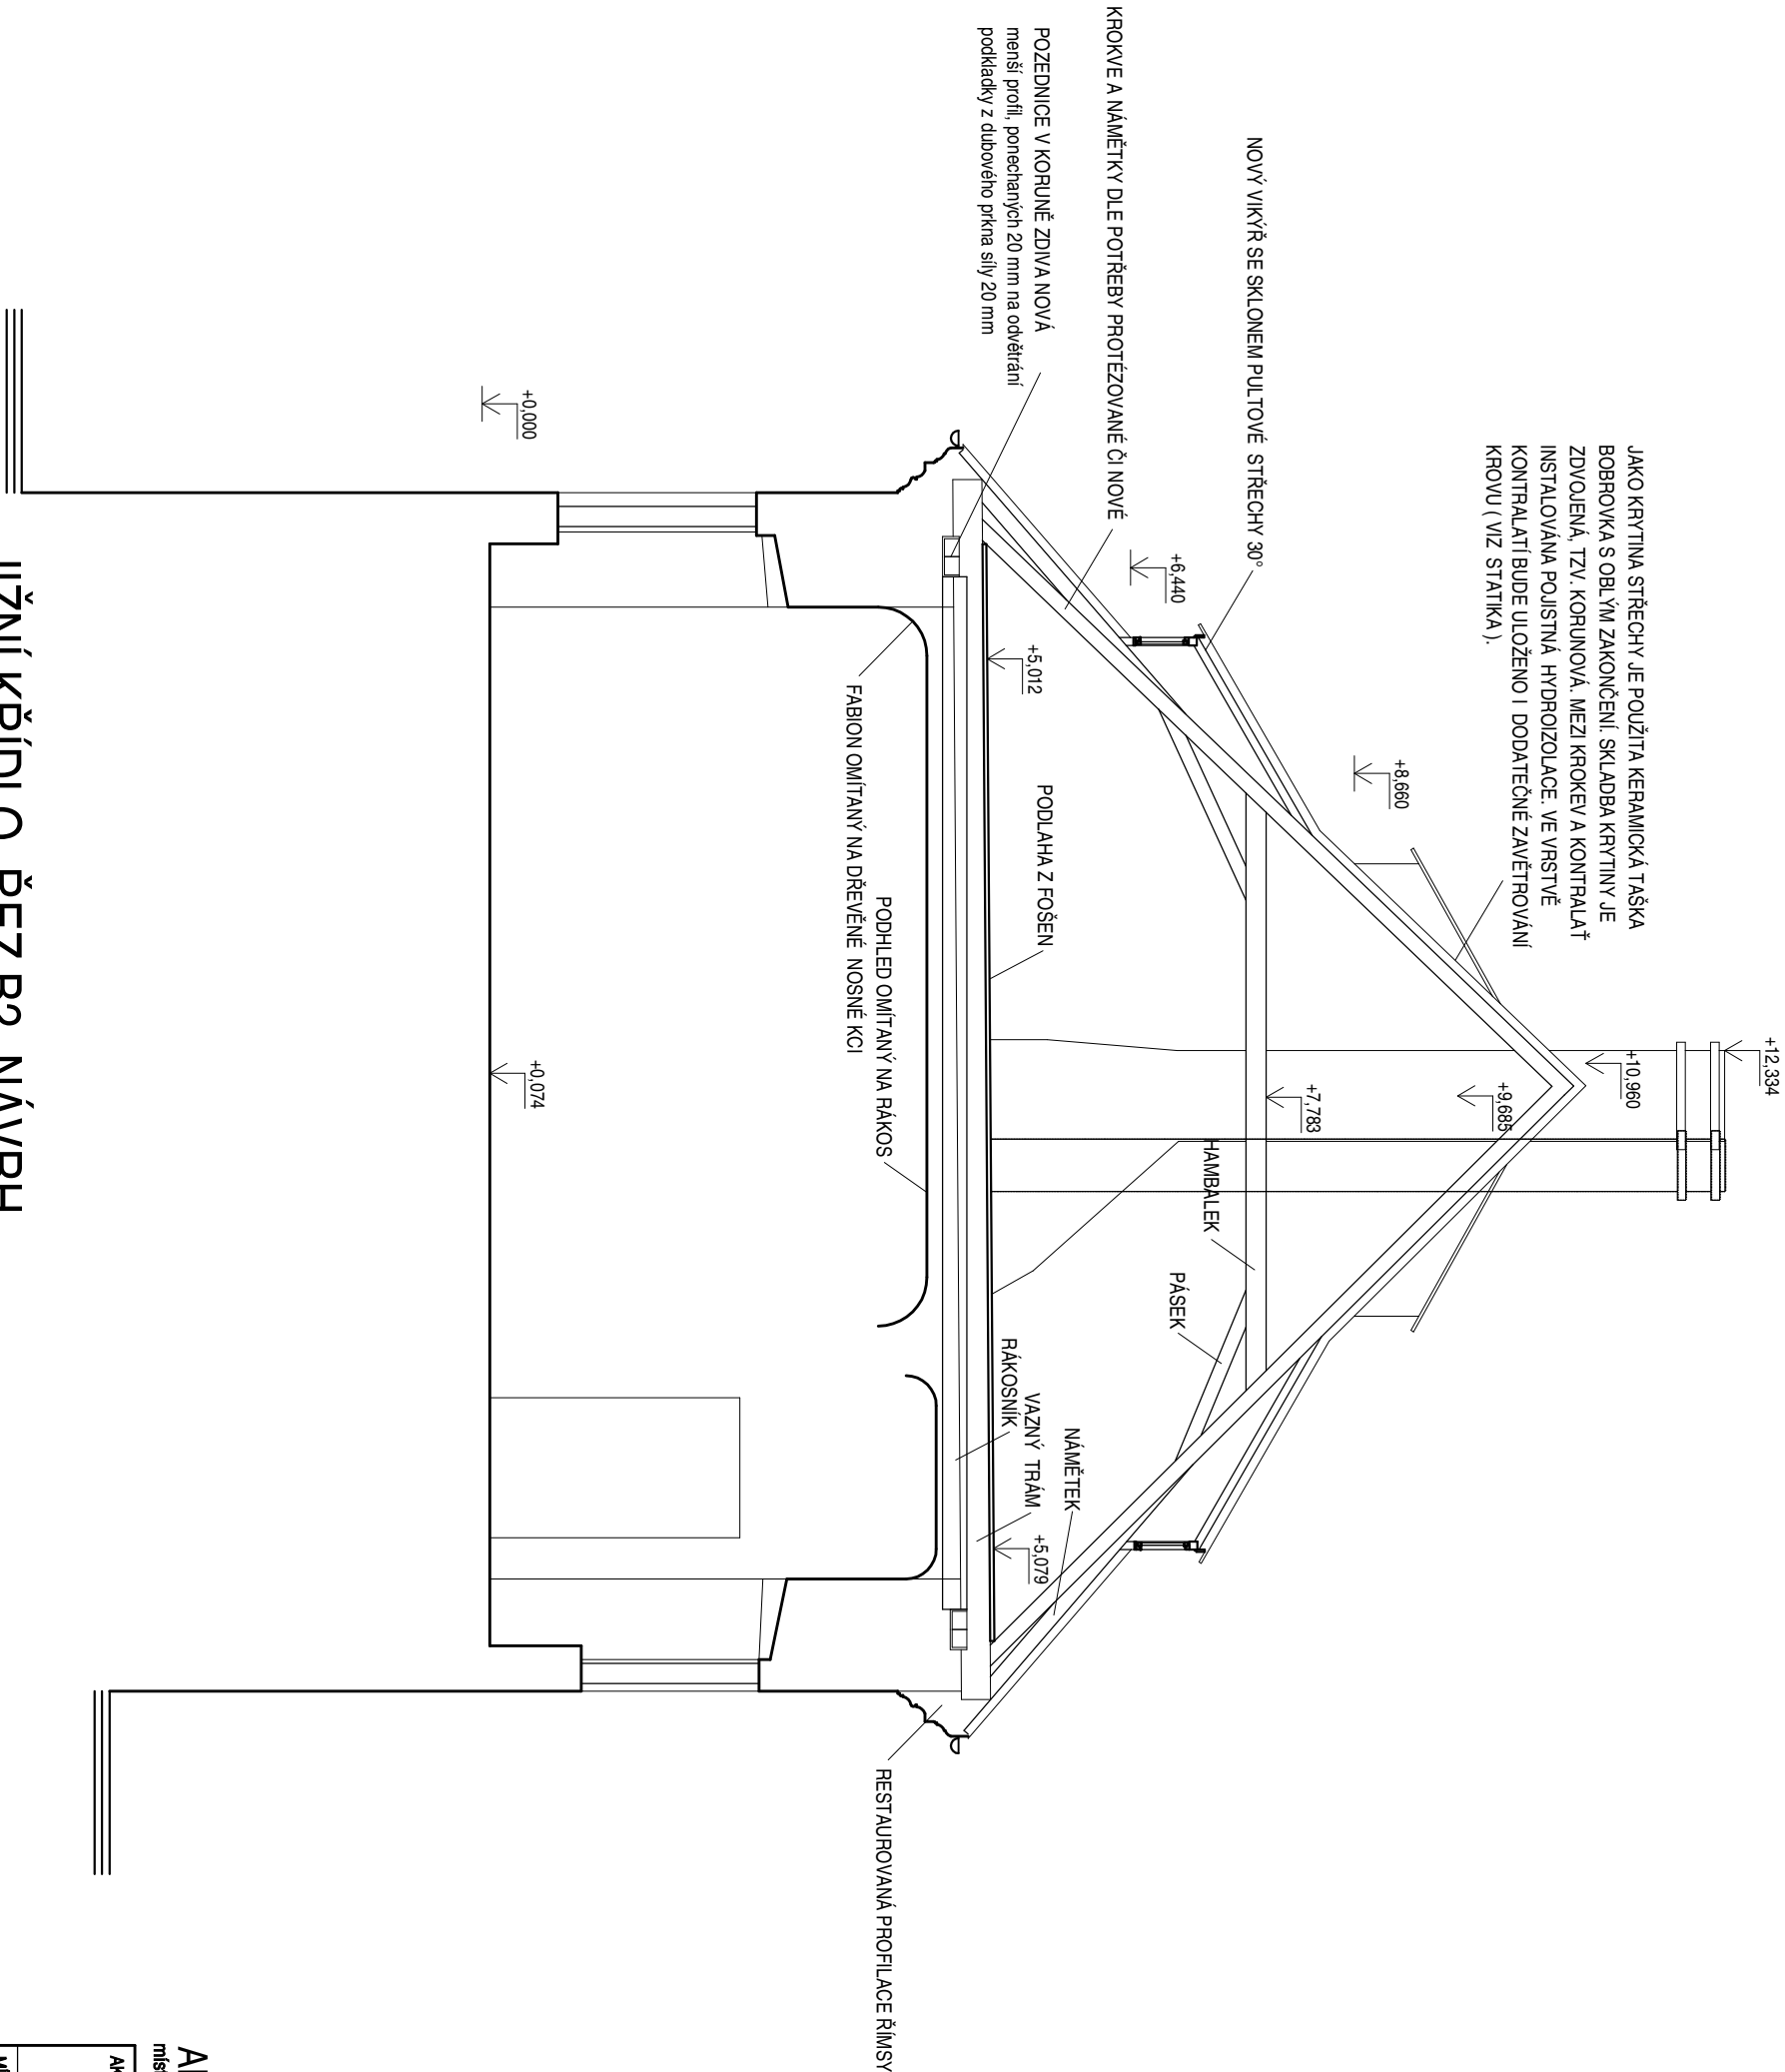 JAKO KRYTINA STŘECHY JE POUŽITA KERAMICKÁ TAŠKA
BOBROVKA S OBLÝM ZAKONČENÍ. SKLADBA KRYTINY JE
ZDVOJENÁ, TZV. KORUNOVÁ. MEZI KROKEV A KONTRALAŤ
INSTALOVÁNA POJISTNÁ HYDROIZOLACE. VE VRSTVĚ
KONTRALATÍ BUDE ULOŽENO I DODATEČNÉ ZAVĚTROVÁNÍ
KROVU ( VIZ STATIKA ).
+12,334
+10,960
+9,685
+8,660
+7,783
NOVÝ VIKÝŘ SE SKLONEM PULTOVÉ STŘECHY 30°
HAMBALEK
+6,440
PÁSEK
KROKVE A NÁMĚTKY DLE POTŘEBY PROTÉZOVANÉ ČI NOVÉ
NÁMĚTEK
POZEDNICE V KORUNĚ ZDIVA NOVÁ
menší profil, ponechaných 20 mm na odvětrání
podkladky z dubového prkna síly 20 mm
PODLAHA Z FOŠEN
+5,012
+5,079
VAZNÝ TRÁM
RÁKOSNÍK
PODHLED OMÍTANÝ NA RÁKOS
FABION OMÍTANÝ NA DŘEVĚNÉ NOSNÉ KCI
RESTAUROVANÁ PROFILACE ŘÍMSY
+0,000
+0,074
JIŽNÍ KŘÍDLO ŘEZ B2 NÁVRH